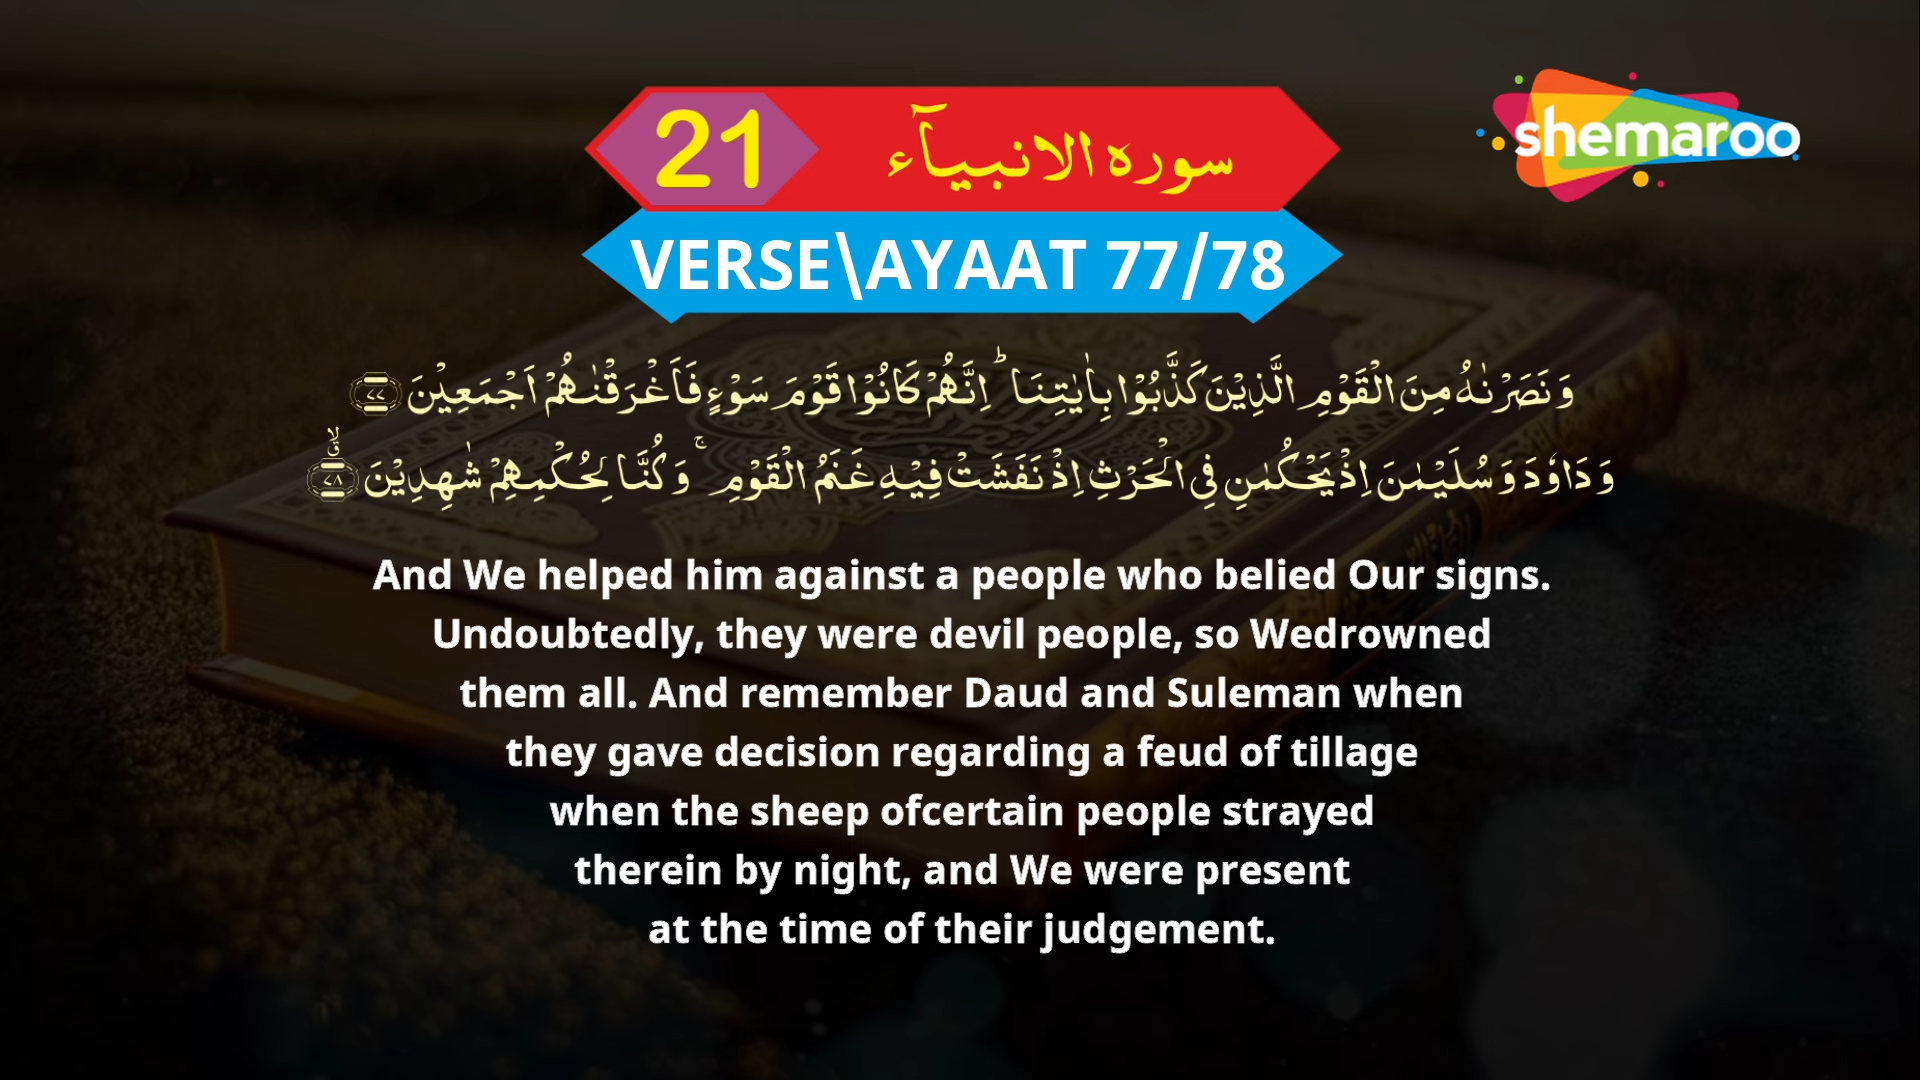 21 سوره الانبیآء
shemaroo
VERSE\AYAAT 77/78
وَنَصَرْنٰهُ مِنَ الْقَوْمِ الَّذِيْنَ كَذَّبُوْا بِاٰيٰتِنَا ؕ اِنَّهُمْ كَانُوْا قَوْمَ سَوْءٍ فَاَغْرَقْنٰهُمْ اَجْمَعِيْنَ ۝۷۷
وَدَاوٗدَ وَسُلَيْمٰنَ اِذْ يَحْكُمٰنِ فِى الْحَرْثِ اِذْ نَفَشَتْ فِيْهِ غَنَمُ الْقَوْمِ ۚ وَكُنَّا لِحُكْمِهِمْ شٰهِدِيْنَ ۝۷۸ ۙق
And We helped him against a people who belied Our signs.
Undoubtedly, they were devil people, so Wedrowned
them all. And remember Daud and Suleman when
they gave decision regarding a feud of tillage
when the sheep ofcertain people strayed
therein by night, and We were present
at the time of their judgement.